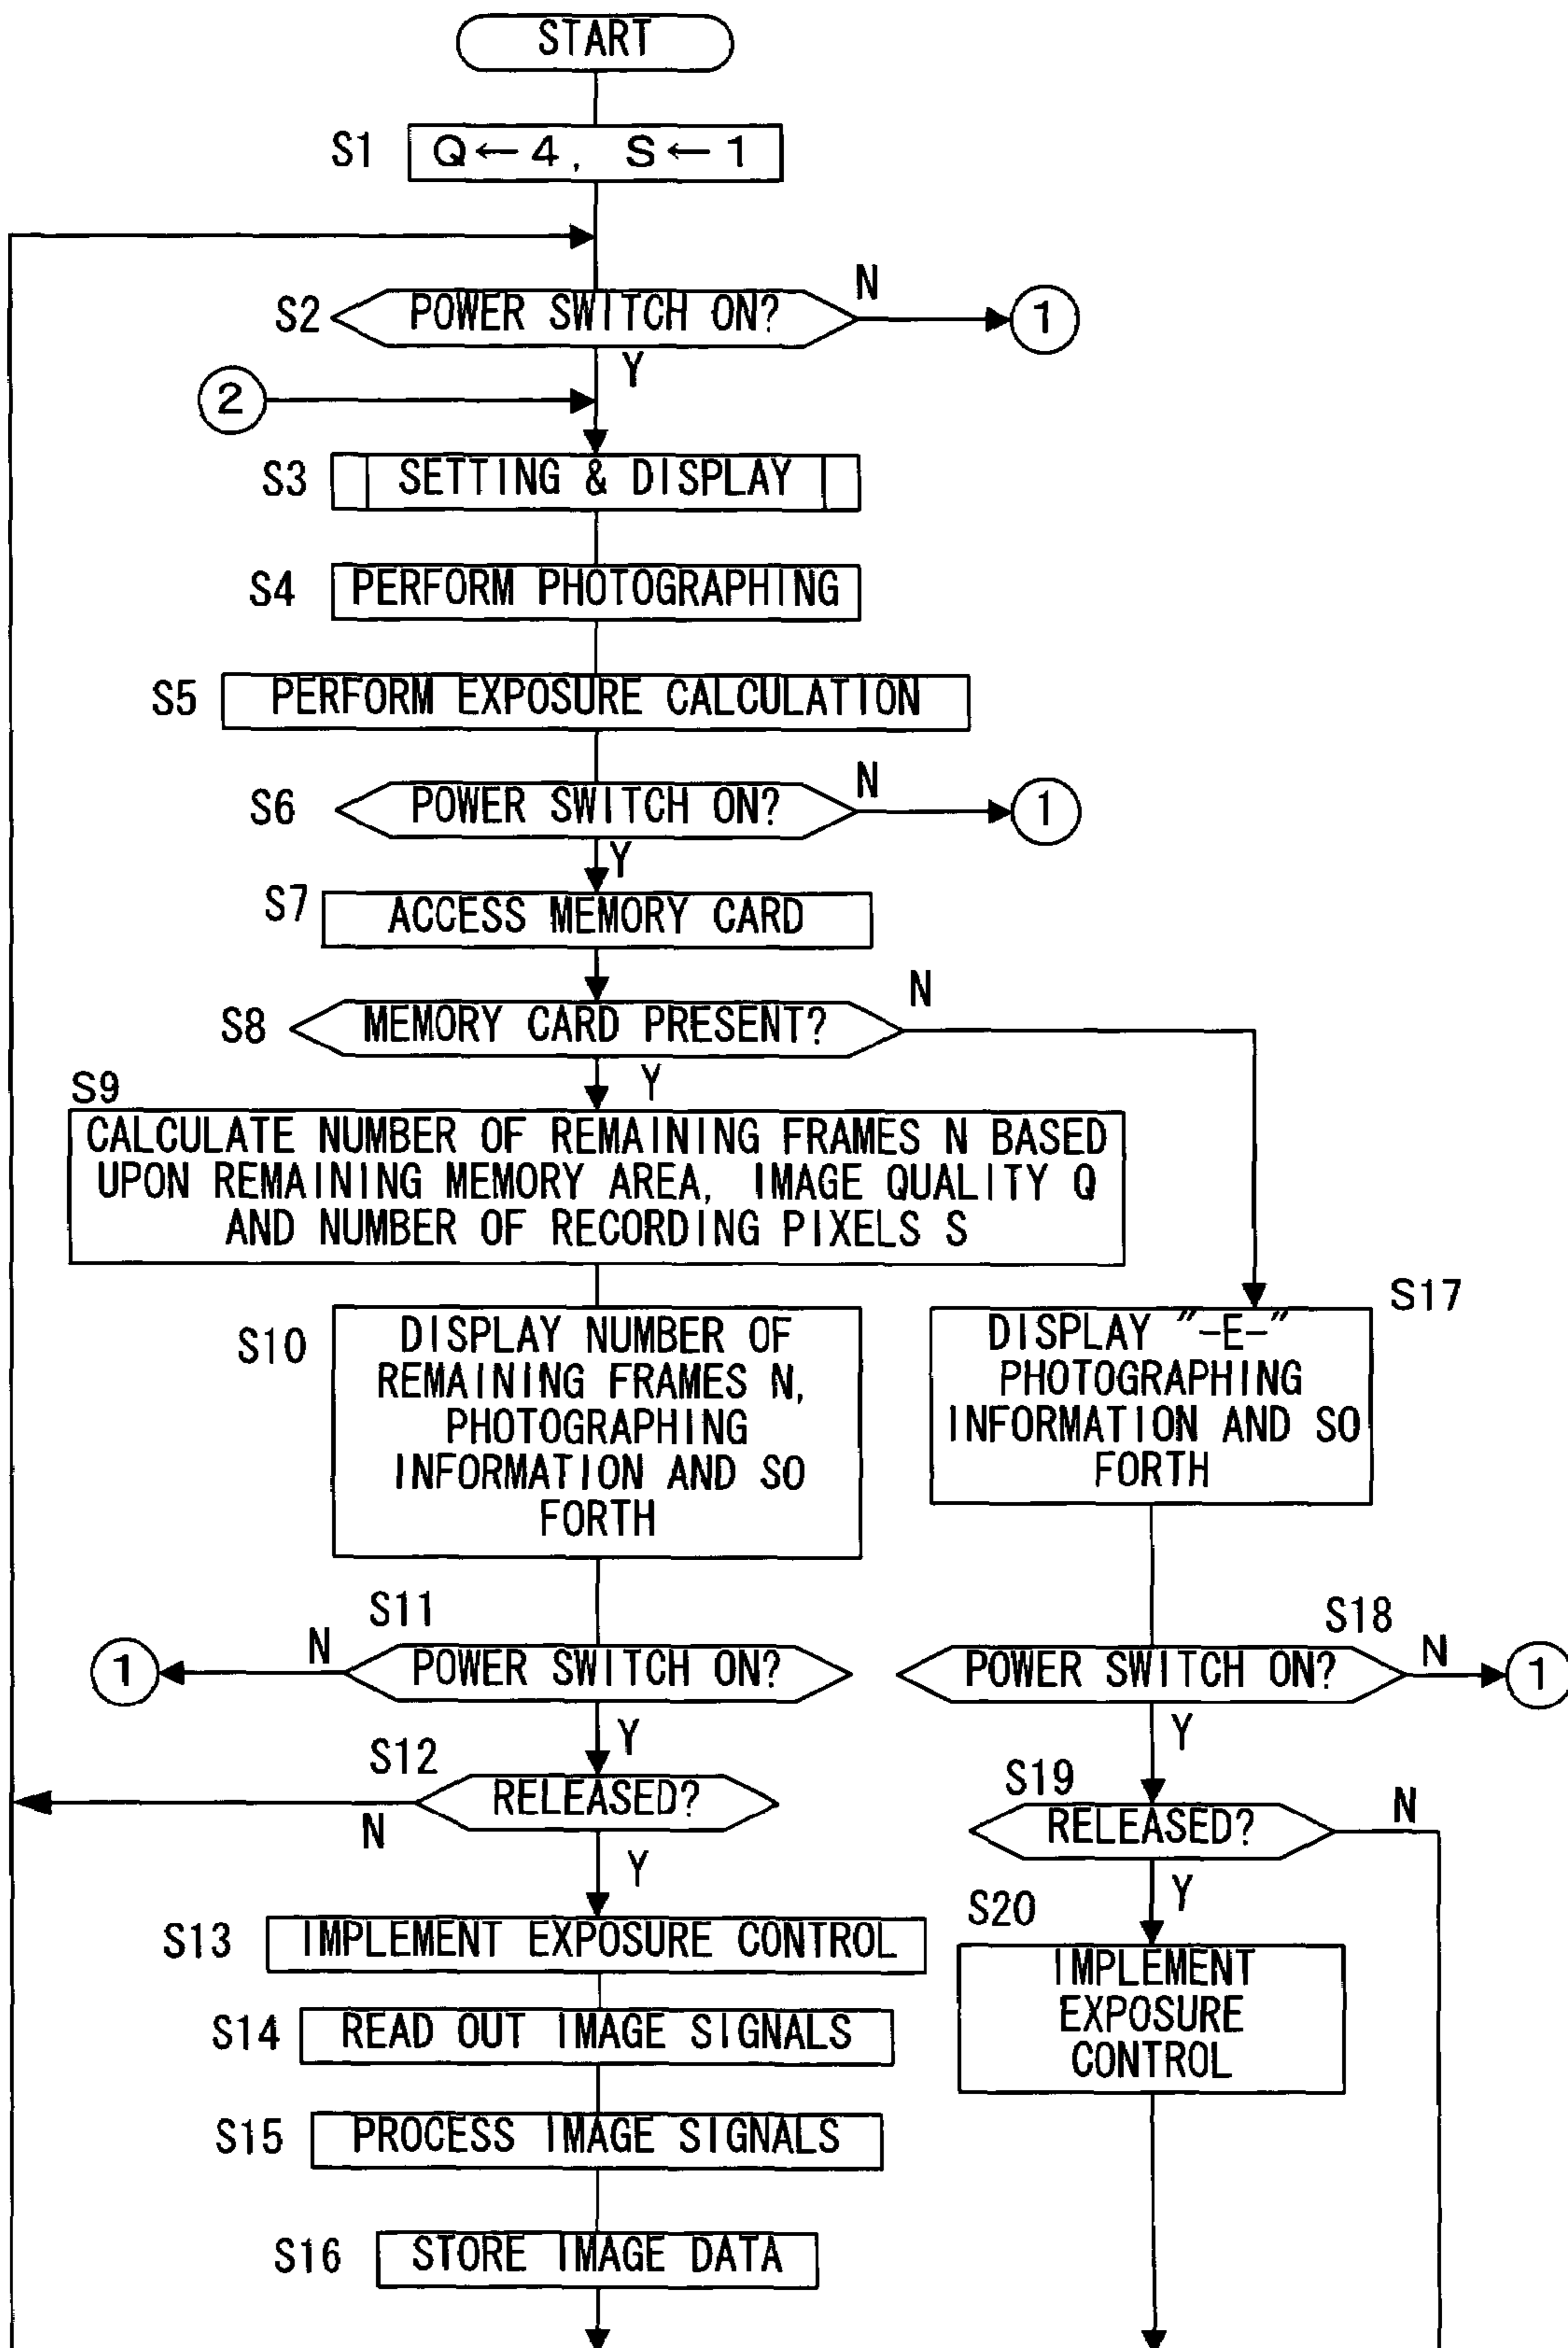 START
S1 Q←4, S←1
S2 POWER SWITCH ON? N 1
Y
2
S3 SETTING & DISPLAY
S4 PERFORM PHOTOGRAPHING
S5 PERFORM EXPOSURE CALCULATION
S6 POWER SWITCH ON? N 1
Y
S7 ACCESS MEMORY CARD
S8 MEMORY CARD PRESENT? N
Y
S9
CALCULATE NUMBER OF REMAINING FRAMES N BASED
UPON REMAINING MEMORY AREA, IMAGE QUALITY Q
AND NUMBER OF RECORDING PIXELS S
S10
DISPLAY NUMBER OF
REMAINING FRAMES N,
PHOTOGRAPHING
INFORMATION AND SO
FORTH
S17
DISPLAY "-E-"
PHOTOGRAPHING
INFORMATION AND SO
FORTH
S11
1 N POWER SWITCH ON?
Y
S18
POWER SWITCH ON? N 1
Y
S12
RELEASED?
N
Y
S19
RELEASED? N
Y
S13 IMPLEMENT EXPOSURE CONTROL
S14 READ OUT IMAGE SIGNALS
S15 PROCESS IMAGE SIGNALS
S16 STORE IMAGE DATA
S20
IMPLEMENT
EXPOSURE
CONTROL